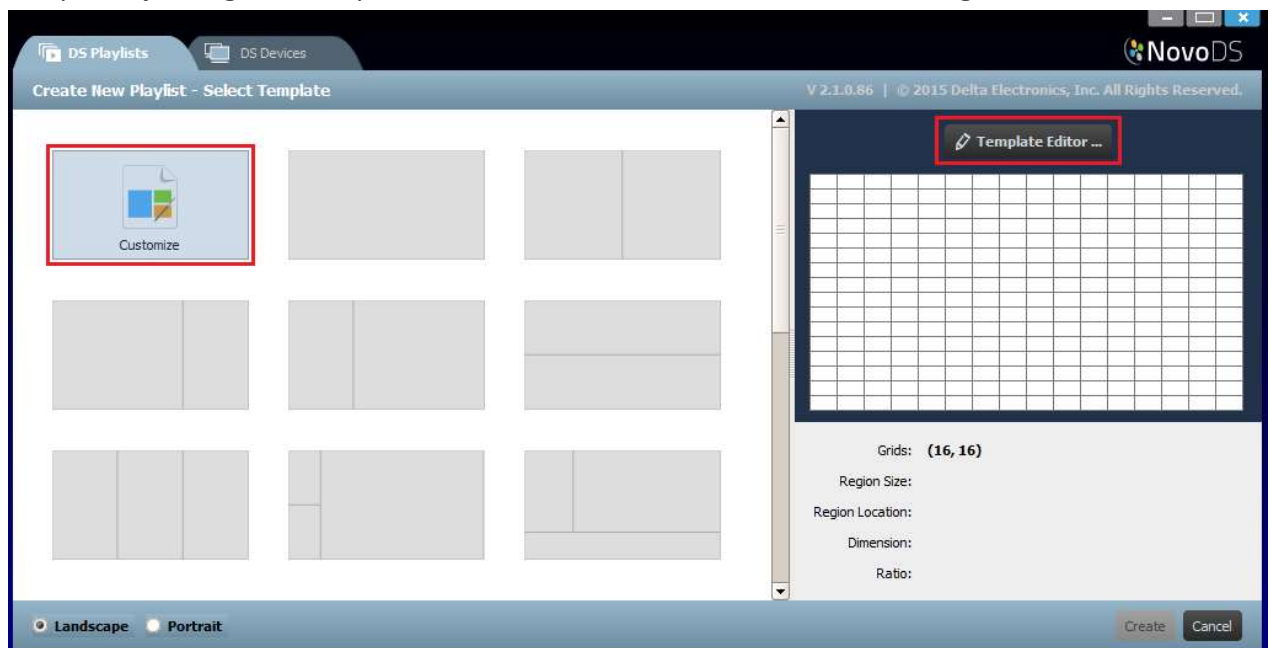 DS Playlists
DS Devices
NovoDS
Create New Playlist - Select Template
V 2.1.0.86 | © 2015 Delta Electronics, Inc. All Rights Reserved.
Template Editor ...
Customize
Grids: (16, 16)
Region Size:
Region Location:
Dimension:
Ratio:
Landscape Portrait
Create Cancel